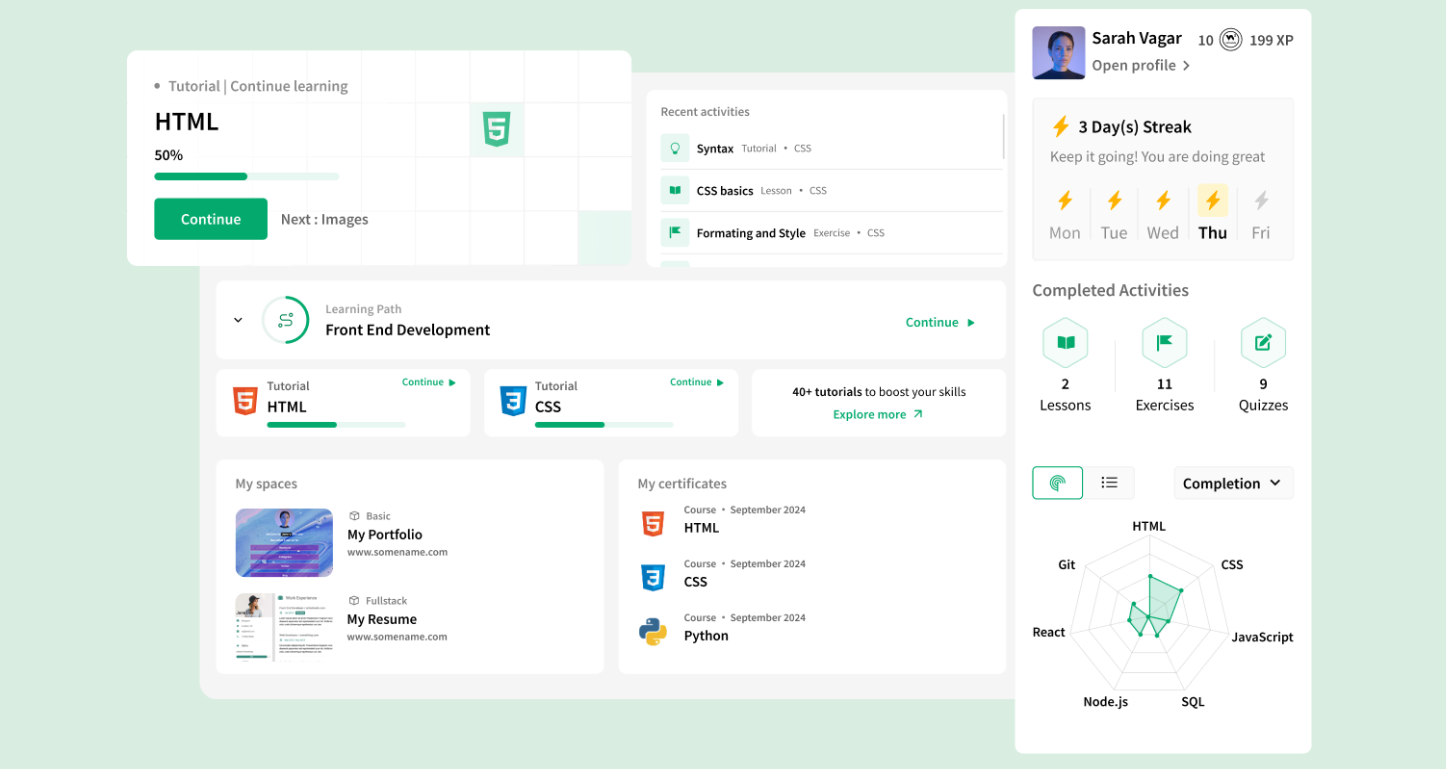 Tutorial | Continue learning
HTML
50%
Continue
Next : Images
Recent activities
Syntax Tutorial • CSS
CSS basics Lesson • CSS
Formating and Style Exercise • CSS
Learning Path
Front End Development
Continue
Tutorial
HTML
Continue
Tutorial
CSS
Continue
40+ tutorials to boost your skills
Explore more
My spaces
Basic
My Portfolio
www.somename.com
Fullstack
My Resume
www.somename.com
Work Experience
My certificates
Course • September 2024
HTML
Course • September 2024
CSS
Course • September 2024
Python
Sarah Vagar
10 199 XP
Open profile
3 Day(s) Streak
Keep it going! You are doing great
Mon Tue Wed Thu Fri
Completed Activities
2 11 9
Lessons Exercises Quizzes
Completion
HTML
Git CSS
React JavaScript
Node.js SQL